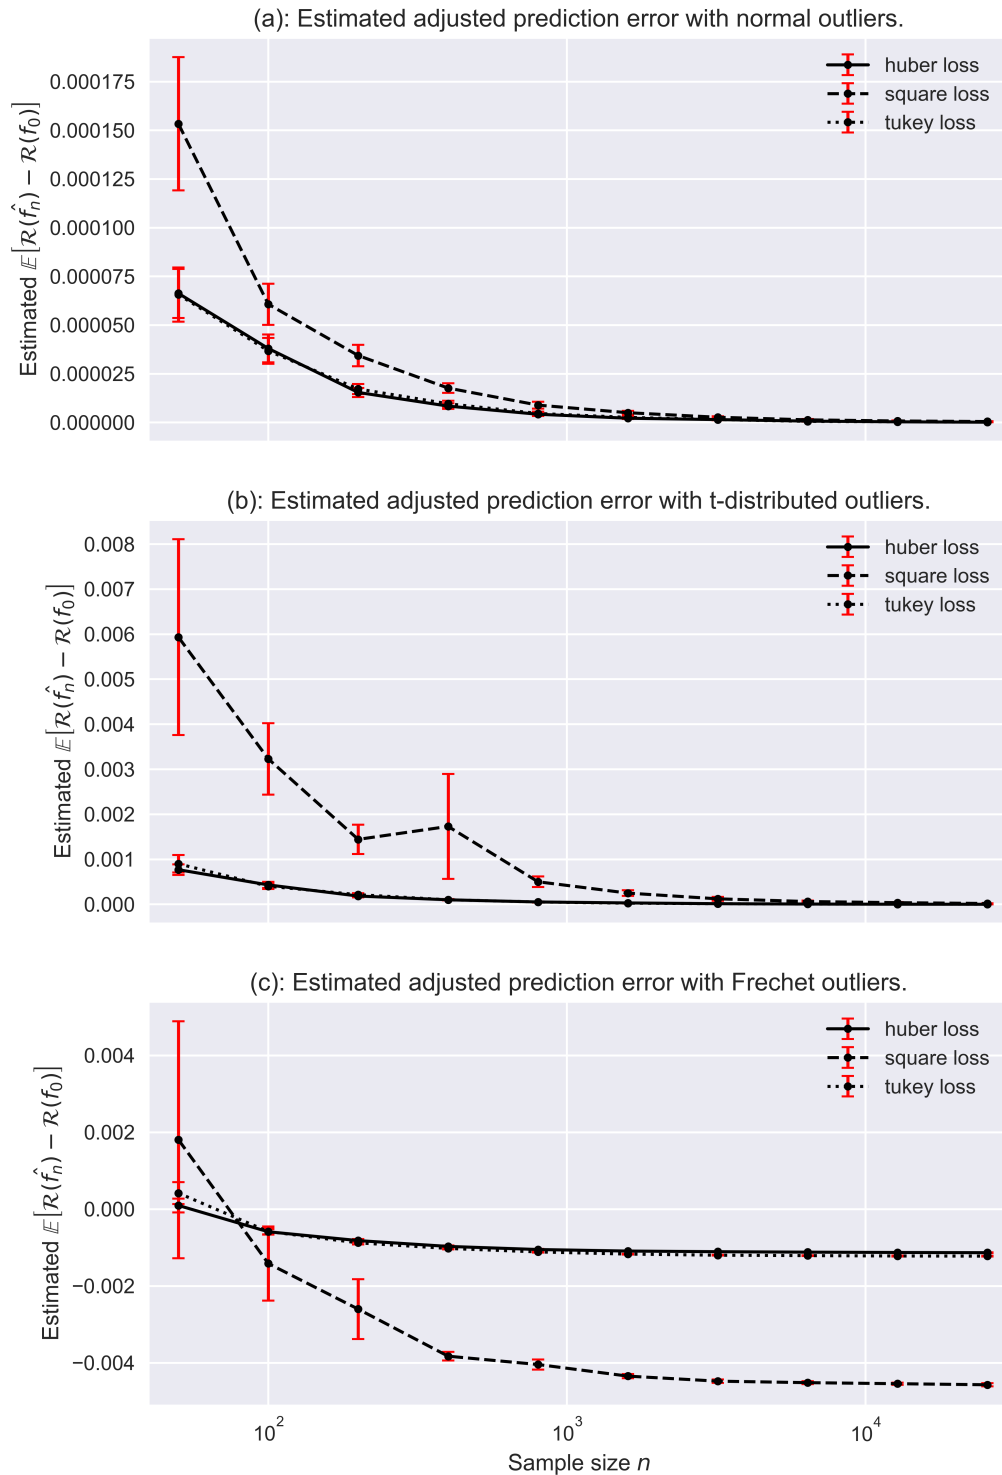 (a): Estimated adjusted prediction error with normal outliers.
Estimated 𝔼[ℛ(f̂ₙ) − ℛ(f₀)]
0.000175
0.000150
0.000125
0.000100
0.000075
0.000050
0.000025
0.000000
huber loss
square loss
tukey loss
(b): Estimated adjusted prediction error with t-distributed outliers.
Estimated 𝔼[ℛ(f̂ₙ) − ℛ(f₀)]
0.008
0.007
0.006
0.005
0.004
0.003
0.002
0.001
0.000
huber loss
square loss
tukey loss
(c): Estimated adjusted prediction error with Frechet outliers.
Estimated 𝔼[ℛ(f̂ₙ) − ℛ(f₀)]
0.004
0.002
0.000
−0.002
−0.004
huber loss
square loss
tukey loss
10² 10³ 10⁴
Sample size n